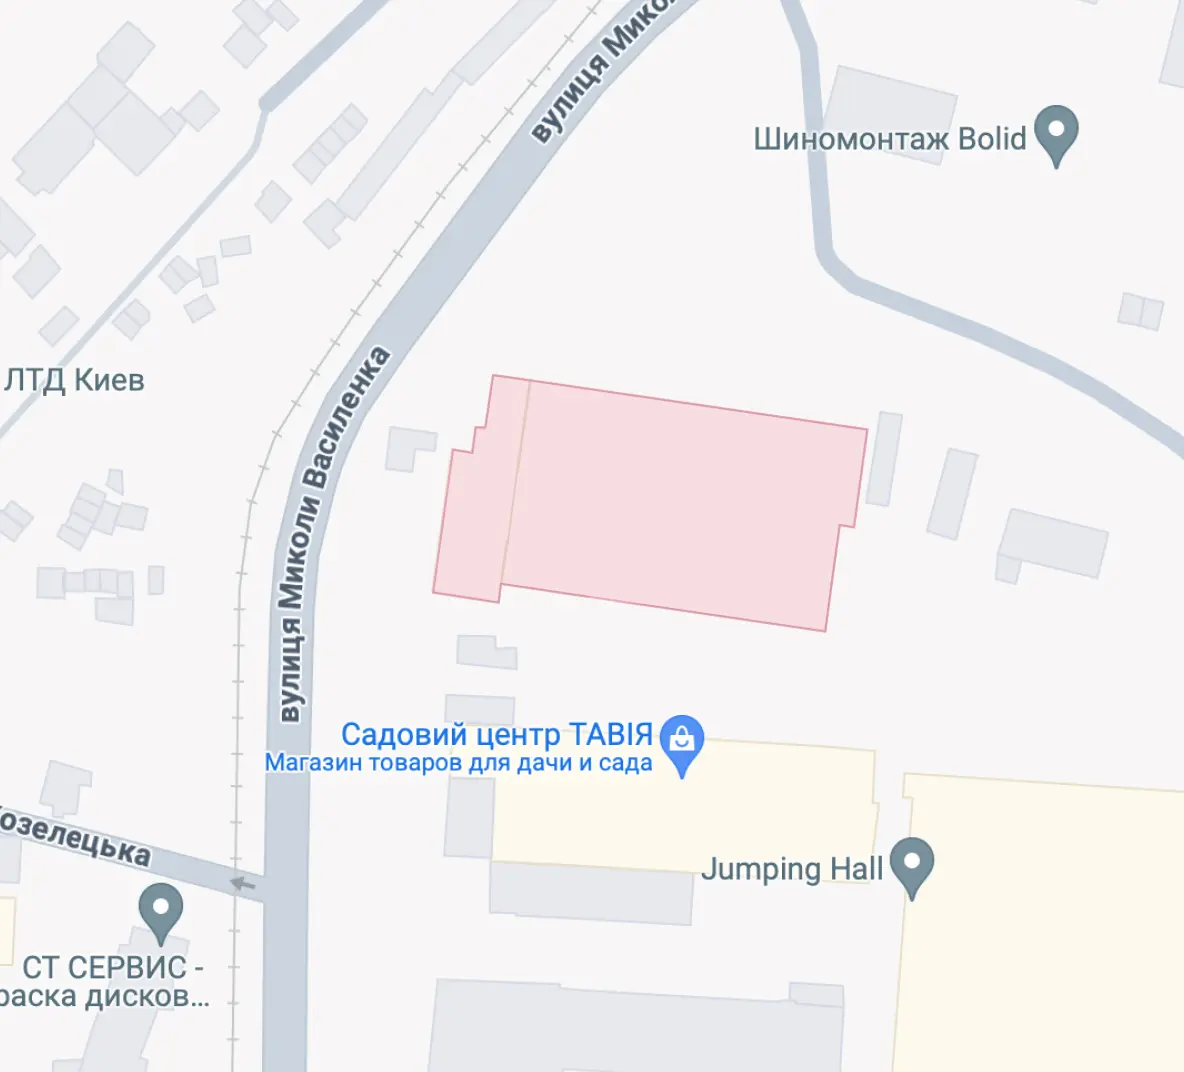 вулиця Мико
Шиномонтаж Bolid
ЛТД Киев
вулиця Миколи Василенка
Садовий центр ТАВІЯ
Магазин товаров для дачи и сада
Jumping Hall
озелецька
СТ СЕРВИС -
раска дисков...